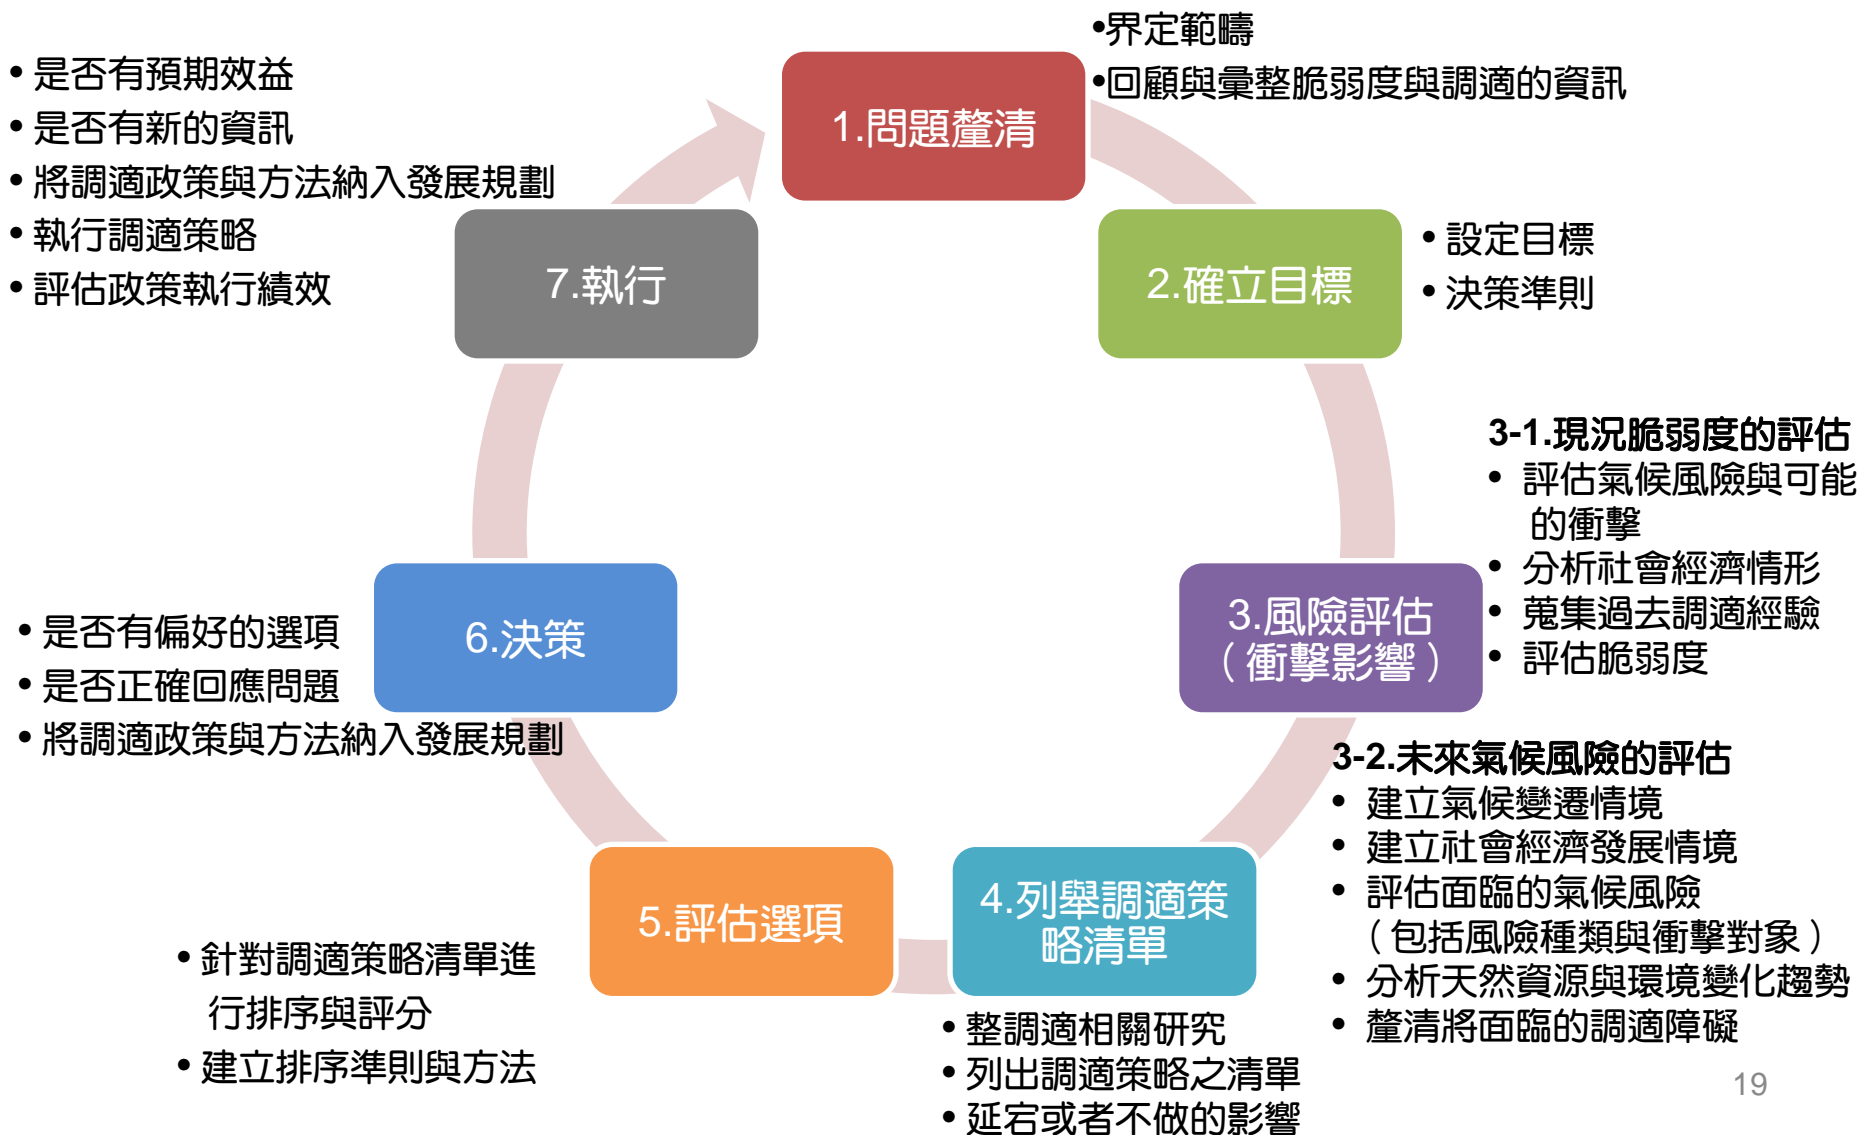 1.問題釐清
•界定範疇
•回顧與彙整脆弱度與調適的資訊
2.確立目標
• 設定目標
• 決策準則
3.風險評估
（衝擊影響）
3-1.現況脆弱度的評估
• 評估氣候風險與可能
的衝擊
• 分析社會經濟情形
• 蒐集過去調適經驗
• 評估脆弱度
3-2.未來氣候風險的評估
• 建立氣候變遷情境
• 建立社會經濟發展情境
• 評估面臨的氣候風險
（包括風險種類與衝擊對象）
• 分析天然資源與環境變化趨勢
• 釐清將面臨的調適障礙
4.列舉調適策
略清單
• 整調適相關研究
• 列出調適策略之清單
• 延宕或者不做的影響
5.評估選項
• 針對調適策略清單進
行排序與評分
• 建立排序準則與方法
6.決策
• 是否有偏好的選項
• 是否正確回應問題
• 將調適政策與方法納入發展規劃
7.執行
• 是否有預期效益
• 是否有新的資訊
• 將調適政策與方法納入發展規劃
• 執行調適策略
• 評估政策執行績效
19